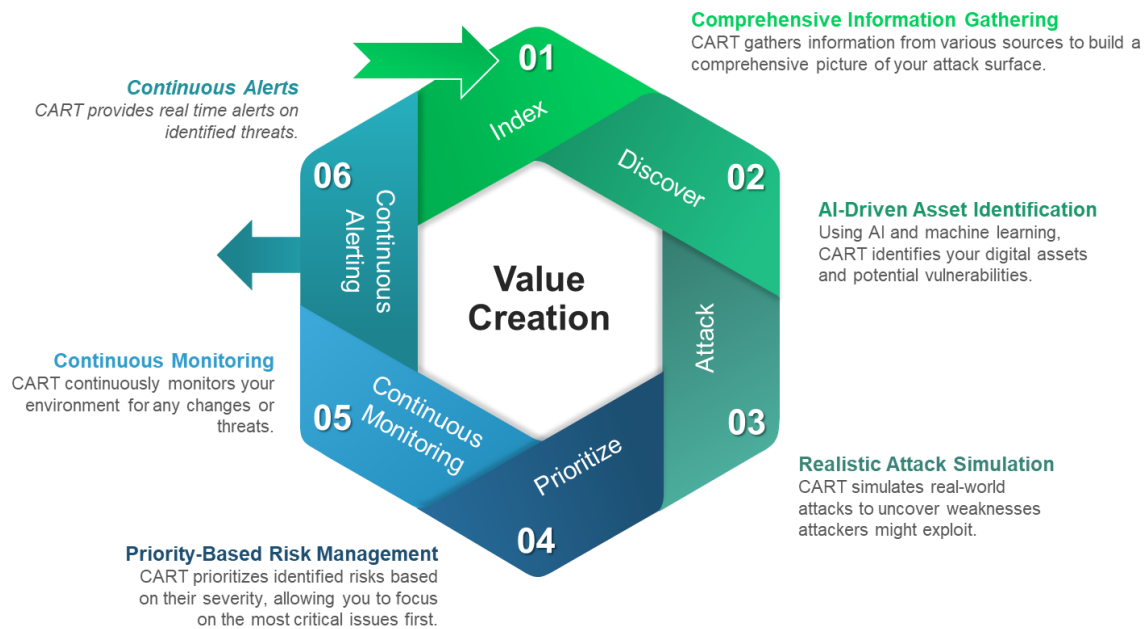 Comprehensive Information Gathering
CART gathers information from various sources to build a
comprehensive picture of your attack surface.
01
Index
02
Discover
AI-Driven Asset Identification
Using AI and machine learning,
CART identifies your digital assets
and potential vulnerabilities.
03
Attack
Realistic Attack Simulation
CART simulates real-world
attacks to uncover weaknesses
attackers might exploit.
04
Prioritize
Priority-Based Risk Management
CART prioritizes identified risks based
on their severity, allowing you to focus
on the most critical issues first.
05
Continuous
Monitoring
Continuous Monitoring
CART continuously monitors your
environment for any changes or
threats.
06
Continuous
Alerting
Continuous Alerts
CART provides real time alerts on
identified threats.
Value
Creation